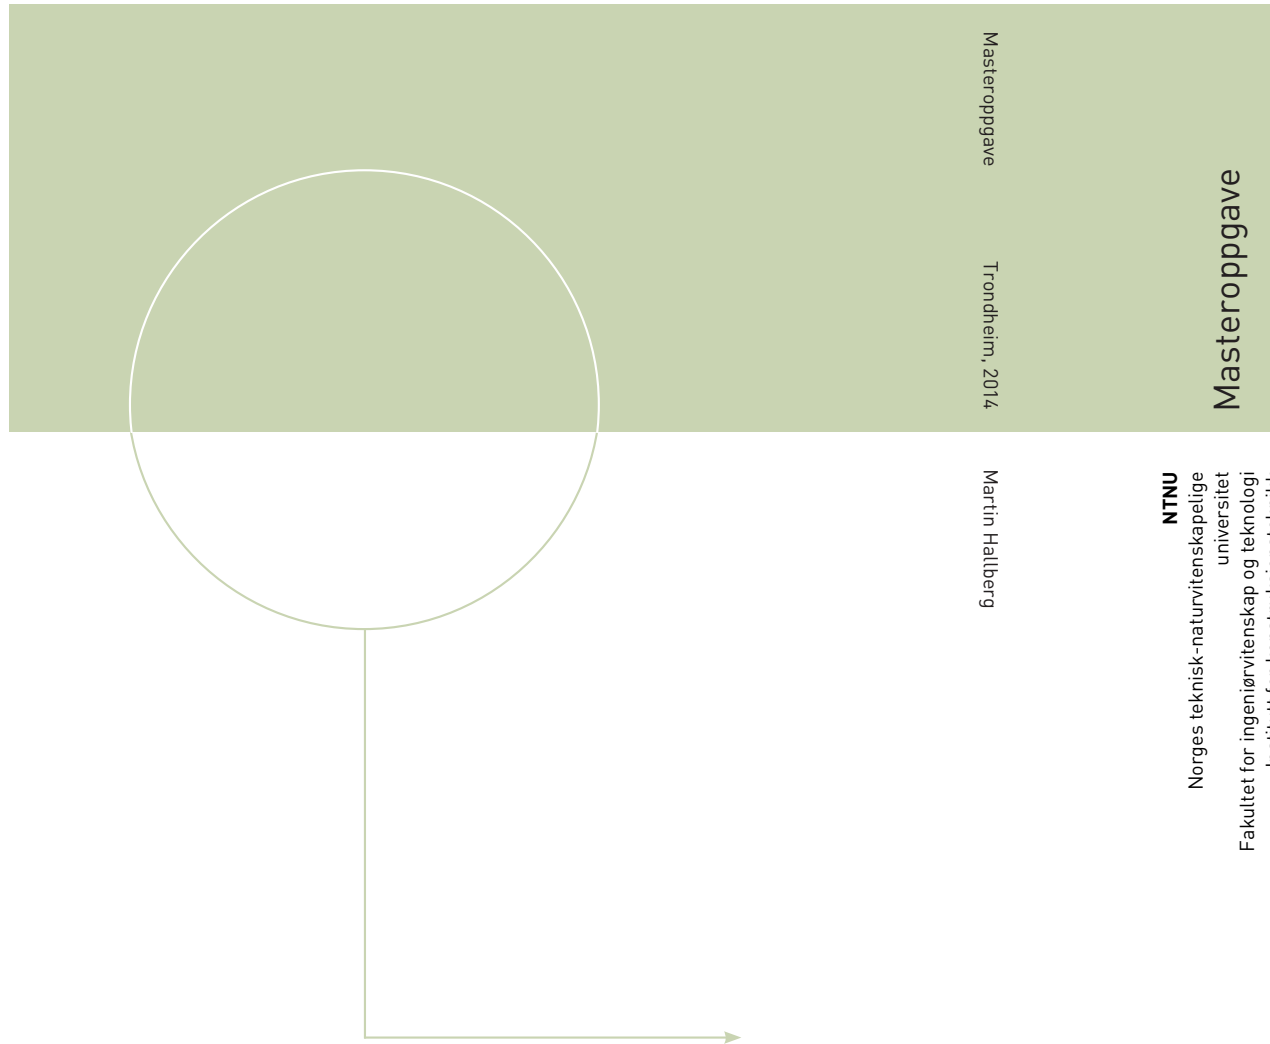 Masteroppgave
Trondheim, 2014
Martin Hallberg
Masteroppgave
NTNU
Norges teknisk-naturvitenskapelige
universitet
Fakultet for ingeniørvitenskap og teknologi